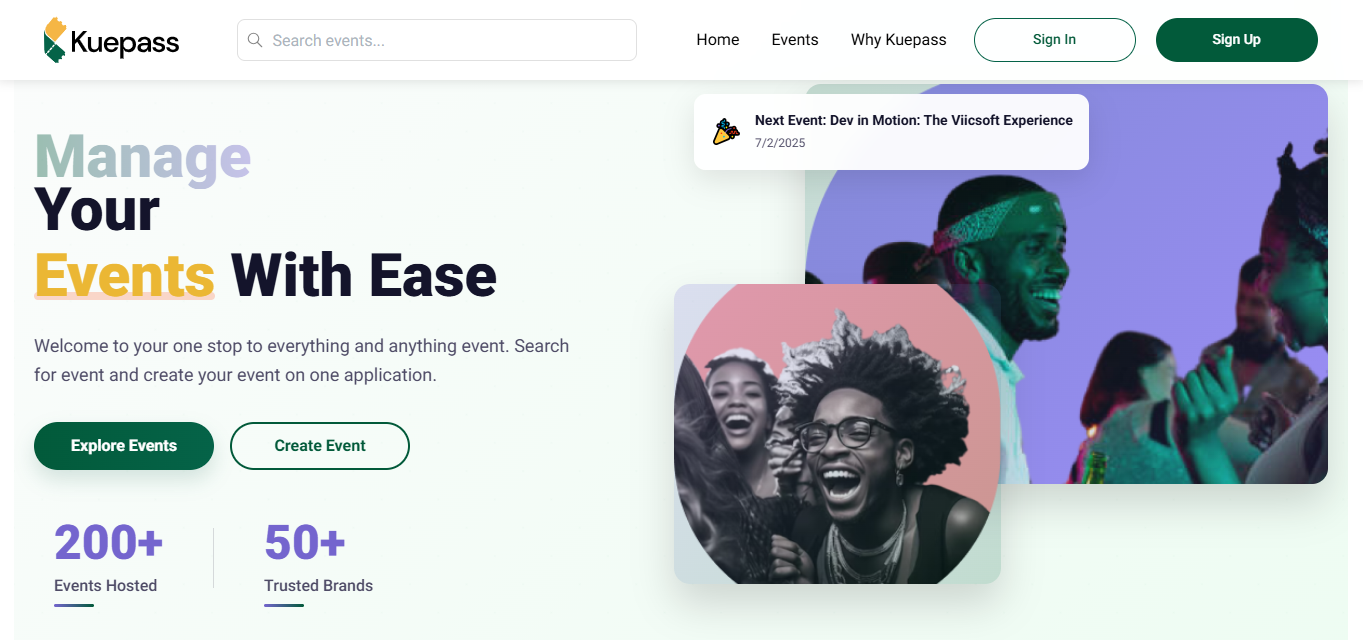 Kuepass
Search events...
Home
Events
Why Kuepass
Sign In
Sign Up
Next Event: Dev in Motion: The Viicsoft Experience
7/2/2025
Manage
Your
Events With Ease
Welcome to your one stop to everything and anything event. Search
for event and create your event on one application.
Explore Events
Create Event
200+
Events Hosted
50+
Trusted Brands